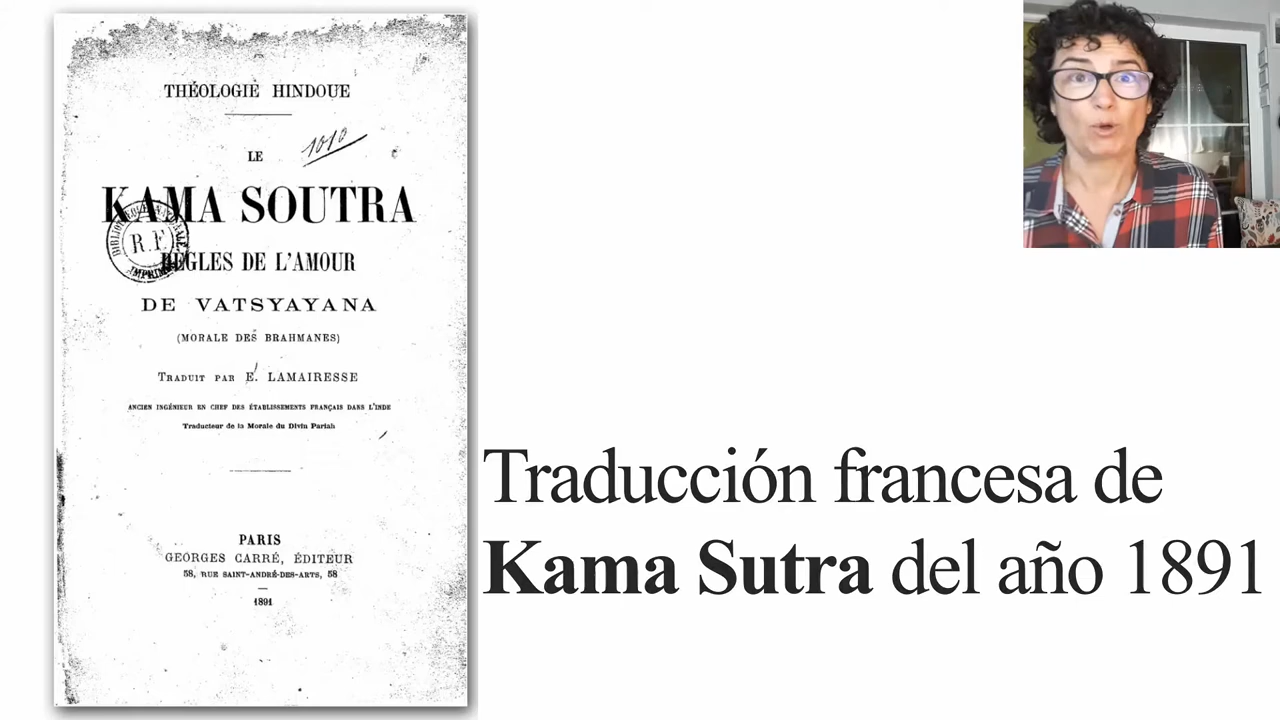 THÉOLOGIE HINDOUE
1010
LE
KAMA SOUTRA
RÈGLES DE L'AMOUR
R.F.
DE VATSYAYANA
(MORALE DES BRAHMANES)
TRADUIT PAR E. LAMAIRESSE
ANCIEN INGÉNIEUR EN CHEF DES ÉTABLISSEMENTS FRANÇAIS DANS L'INDE
Traducteur de la Morale du Divin Pariah
PARIS
GEORGES CARRÉ, ÉDITEUR
58, RUE SAINT-ANDRÉ-DES-ARTS, 58
1891
Traducción francesa de
Kama Sutra del año 1891